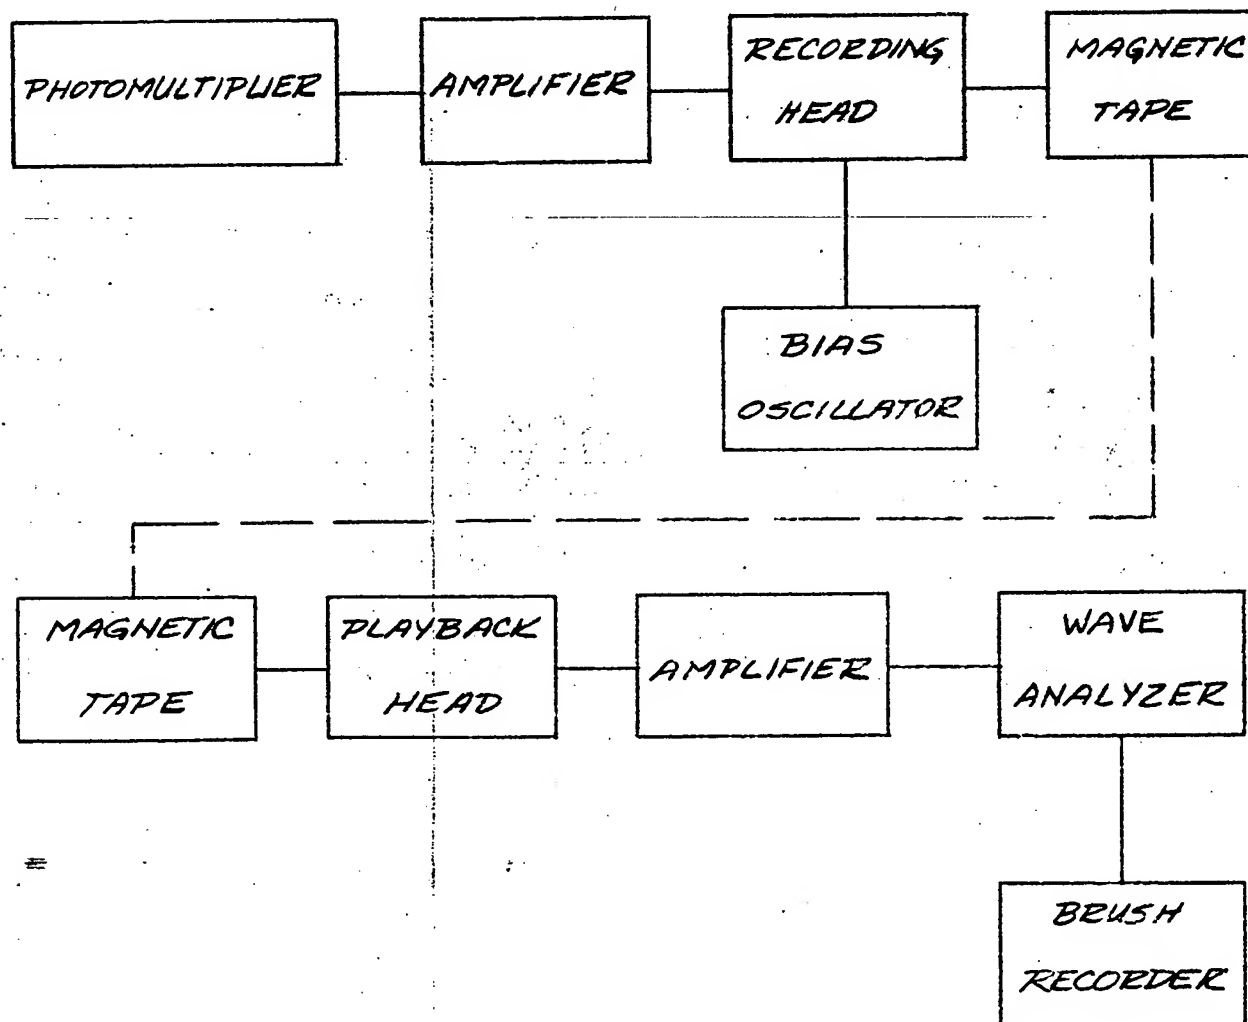 PHOTOMULTIPLIER
AMPLIFIER
RECORDING
HEAD
MAGNETIC
TAPE
BIAS
OSCILLATOR
MAGNETIC
TAPE
PLAYBACK
HEAD
AMPLIFIER
WAVE
ANALYZER
BRUSH
RECORDER